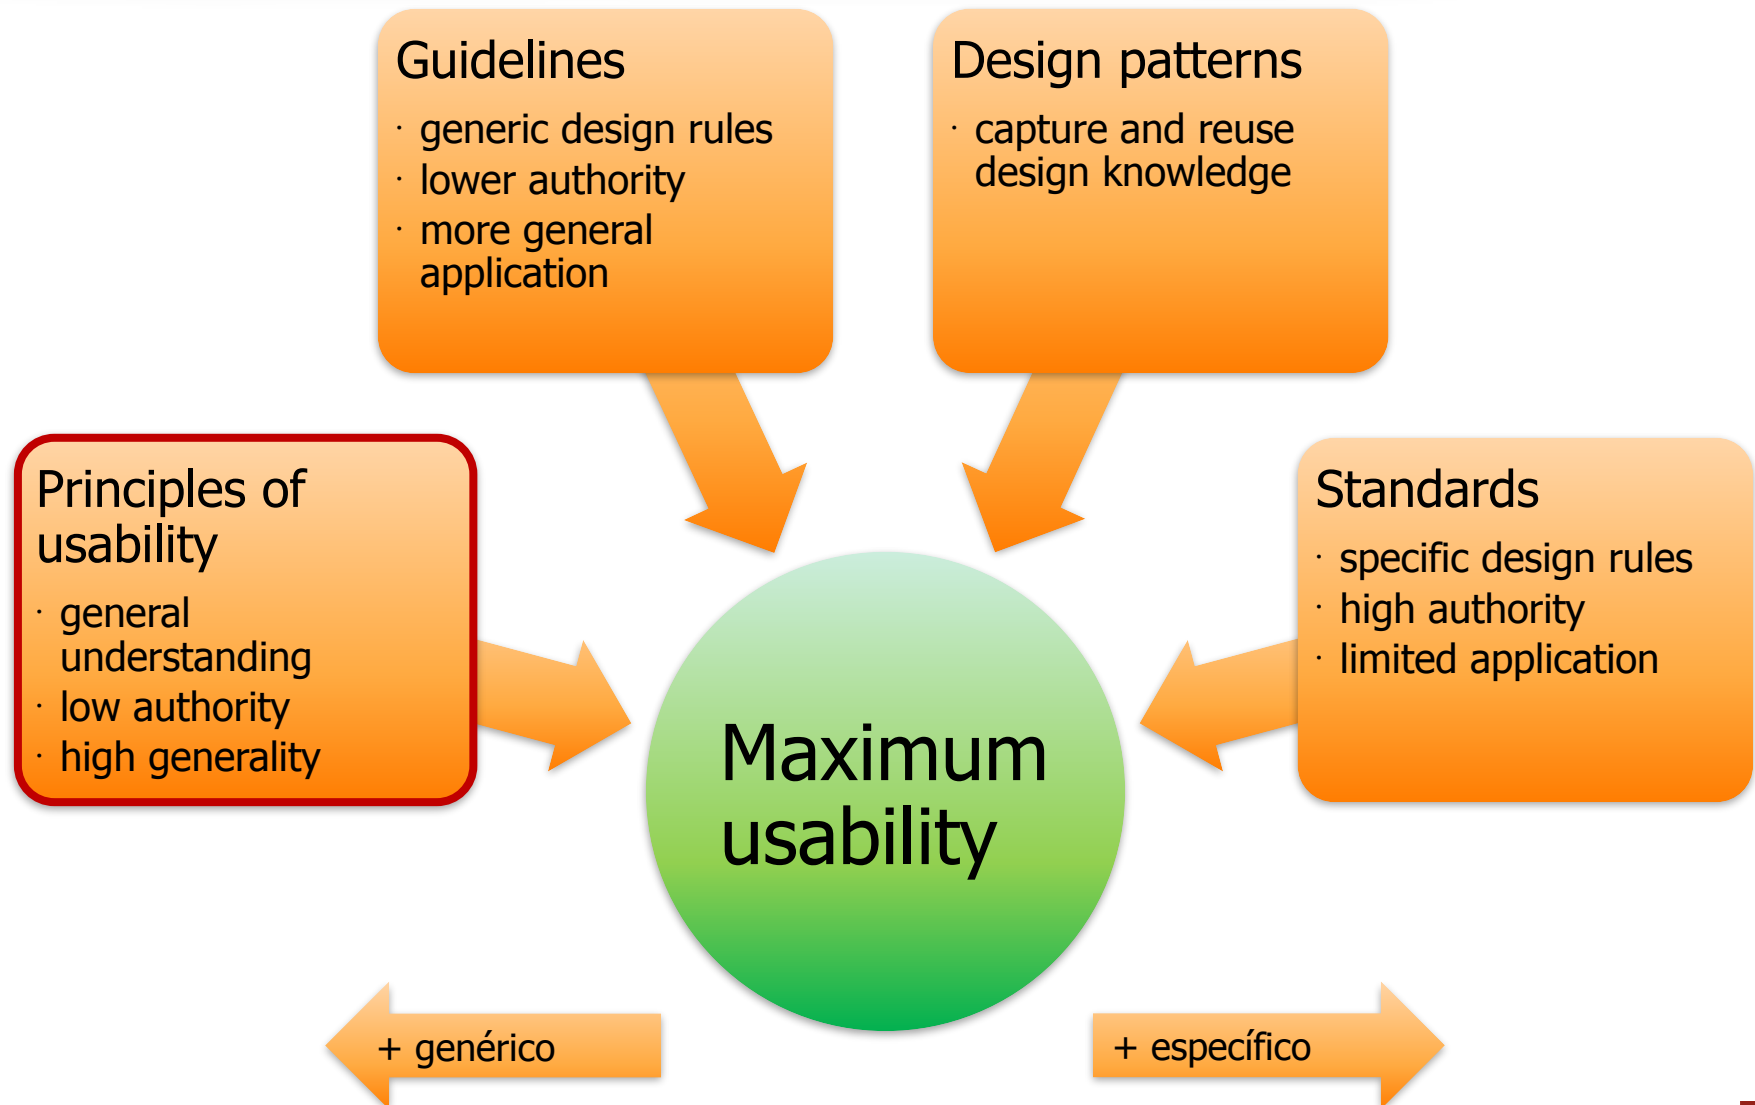 Guidelines
· generic design rules
· lower authority
· more general
application
Design patterns
· capture and reuse
design knowledge
Principles of
usability
· general
understanding
· low authority
· high generality
Standards
· specific design rules
· high authority
· limited application
Maximum
usability
+ genérico
+ específico